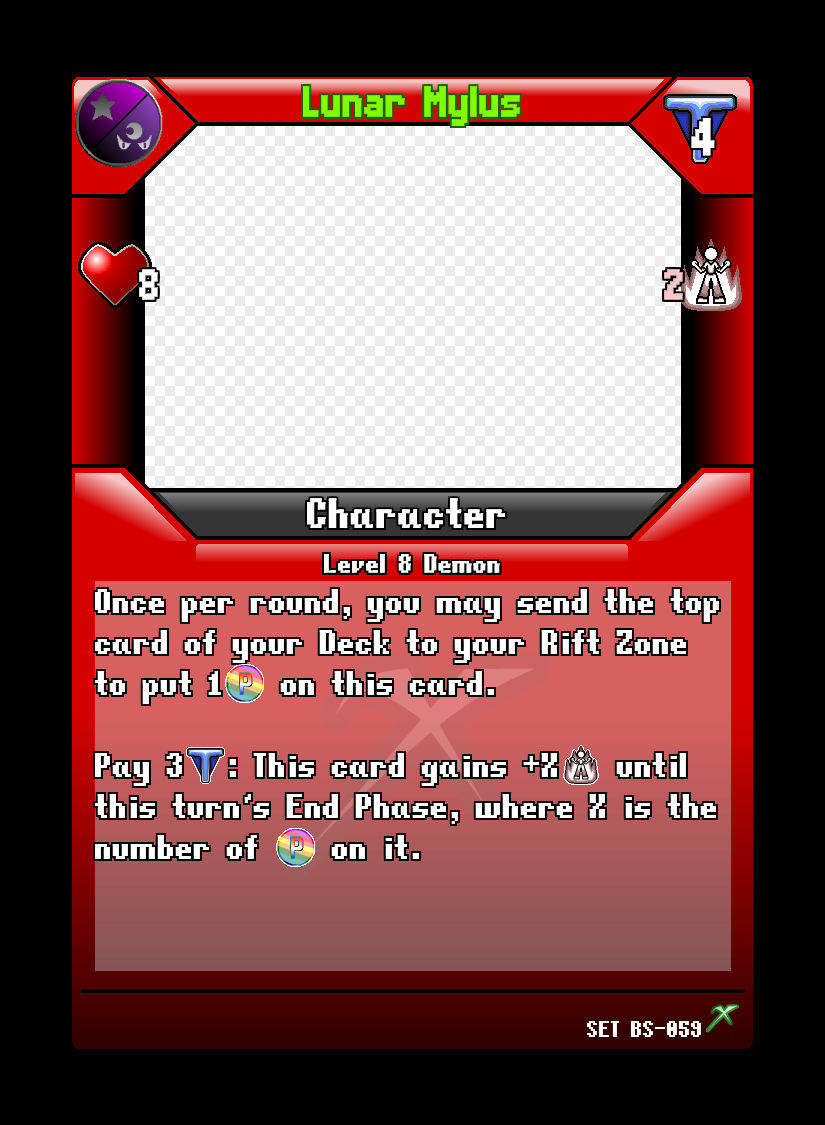 Lunar Mylus
4
8
2
Character
Level 8 Demon
Once per round, you may send the top
card of your Deck to your Rift Zone
to put 1 P on this card.
Pay 3 T: This card gains +X until
this turn's End Phase, where X is the
number of P on it.
SET BS-059